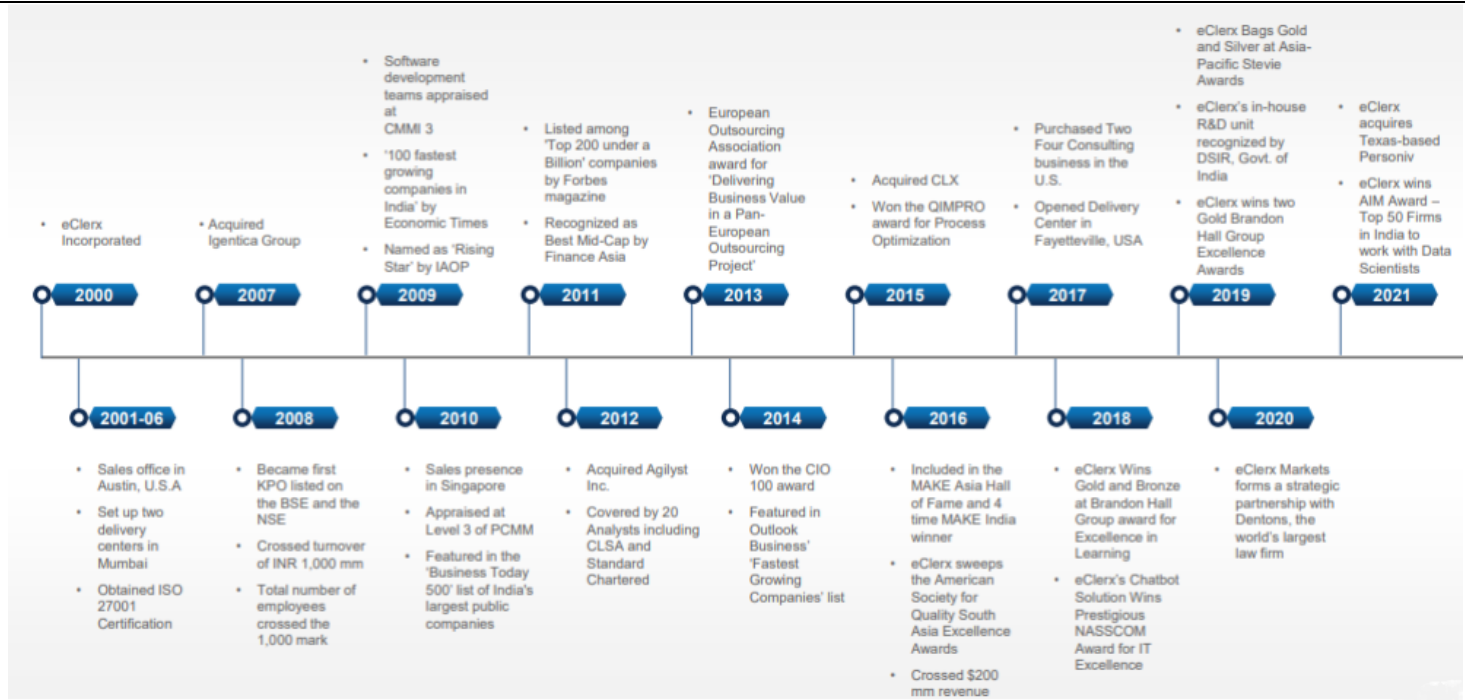 • eClerx
Incorporated
2000
• Acquired
Igentica Group
2007
• Software
development
teams appraised
at
CMMI 3
• '100 fastest
growing
companies in
India' by
Economic Times
• Named as 'Rising
Star' by IAOP
2009
• Listed among
'Top 200 under a
Billion' companies
by Forbes
magazine
• Recognized as
Best Mid-Cap by
Finance Asia
2011
• European
Outsourcing
Association
award for
'Delivering
Business Value
in a Pan-
European
Outsourcing
Project'
2013
• Acquired CLX
• Won the QIMPRO
award for Process
Optimization
2015
• Purchased Two
Four Consulting
business in the
U.S.
• Opened Delivery
Center in
Fayetteville, USA
2017
• eClerx Bags Gold
and Silver at Asia-
Pacific Stevie
Awards
• eClerx's in-house
R&D unit
recognized by
DSIR, Govt. of
India
• eClerx wins two
Gold Brandon
Hall Group
Excellence
Awards
2019
• eClerx
acquires
Texas-based
Personiv
• eClerx wins
AIM Award –
Top 50 Firms
in India to
work with Data
Scientists
2021
2001-06
• Sales office in
Austin, U.S.A
• Set up two
delivery
centers in
Mumbai
• Obtained ISO
27001
Certification
2008
• Became first
KPO listed on
the BSE and the
NSE
• Crossed turnover
of INR 1,000 mm
• Total number of
employees
crossed the
1,000 mark
2010
• Sales presence
in Singapore
• Appraised at
Level 3 of PCMM
• Featured in the
'Business Today
500' list of India's
largest public
companies
2012
• Acquired Agilyst
Inc.
• Covered by 20
Analysts including
CLSA and
Standard
Chartered
2014
• Won the CIO
100 award
• Featured in
Outlook
Business'
'Fastest
Growing
Companies' list
2016
• Included in the
MAKE Asia Hall
of Fame and 4
time MAKE India
winner
• eClerx sweeps
the American
Society for
Quality South
Asia Excellence
Awards
• Crossed $200
mm revenue
2018
• eClerx Wins
Gold and Bronze
at Brandon Hall
Group award for
Excellence in
Learning
• eClerx's Chatbot
Solution Wins
Prestigious
NASSCOM
Award for IT
Excellence
2020
• eClerx Markets
forms a strategic
partnership with
Dentons, the
world's largest
law firm